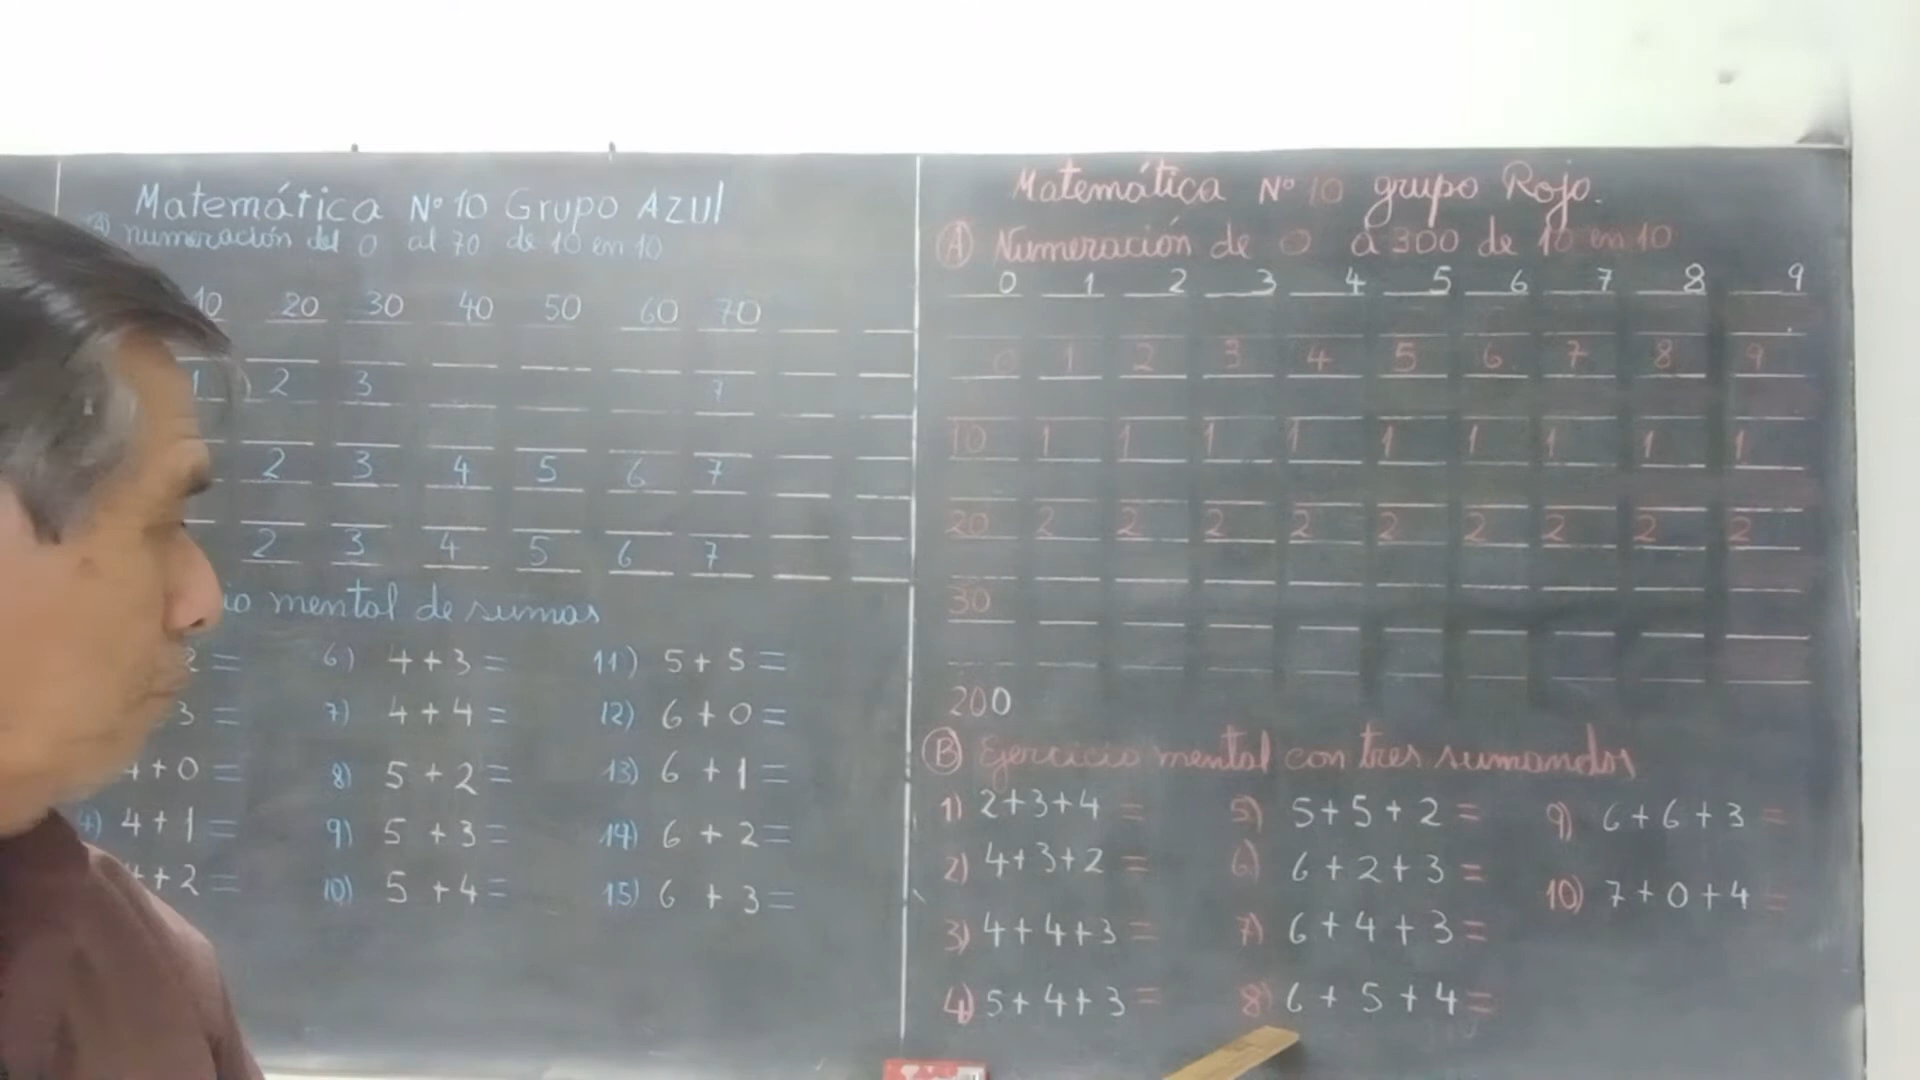 Matemática Nº 10 Grupo AZUl
numeración del 0 al 70 de 10 en 10
10 20 30 40 50 60 70
1 2 3 7
2 3 4 5 6 7
2 3 4 5 6 7
mental de sumas
2 = 6) 4 + 3 = 11) 5 + 5 =
3 = 7) 4 + 4 = 12) 6 + 0 =
4 + 0 = 8) 5 + 2 = 13) 6 + 1 =
4) 4 + 1 = 9) 5 + 3 = 14) 6 + 2 =
4 + 2 = 10) 5 + 4 = 15) 6 + 3 =
Matemática Nº 10 grupo Rojo.
A Numeración de 0 a 300 de 10 en 10
0 1 2 3 4 5 6 7 8 9
0 1 2 3 4 5 6 7 8 9
10 1 1 1 1 1 1 1 1 1
20 2 2 2 2 2 2 2 2 2
30
200
B Ejercicio mental con tres sumandos
1) 2+3+4 = 5) 5+5+2 = 9) 6+6+3 =
2) 4+3+2 = 6) 6+2+3 = 10) 7+0+4 =
3) 4+4+3 = 7) 6+4+3 =
4) 5+4+3 = 8) 6+5+4 =